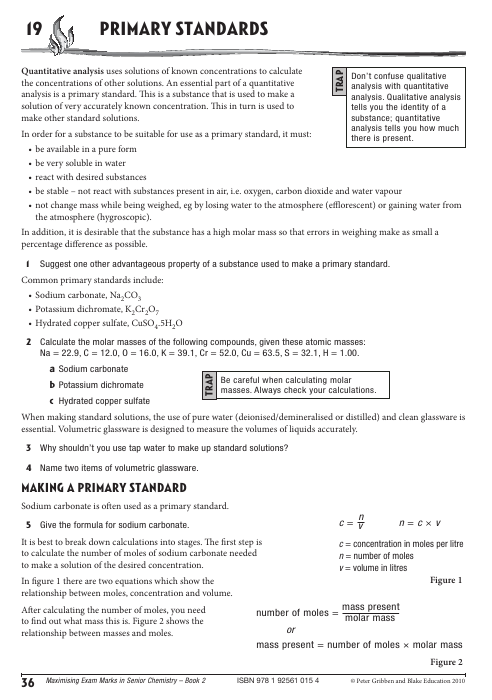 19 PRIMARY STANDARDS
Quantitative analysis uses solutions of known concentrations to calculate
the concentrations of other solutions. An essential part of a quantitative
analysis is a primary standard. This is a substance that is used to make a
solution of very accurately known concentration. This in turn is used to
make other standard solutions.
TRAP
Don't confuse qualitative
analysis with quantitative
analysis. Qualitative analysis
tells you the identity of a
substance; quantitative
analysis tells you how much
there is present.
In order for a substance to be suitable for use as a primary standard, it must:
• be available in a pure form
• be very soluble in water
• react with desired substances
• be stable – not react with substances present in air, i.e. oxygen, carbon dioxide and water vapour
• not change mass while being weighed, eg by losing water to the atmosphere (efflorescent) or gaining water from
the atmosphere (hygroscopic).
In addition, it is desirable that the substance has a high molar mass so that errors in weighing make as small a
percentage difference as possible.
1 Suggest one other advantageous property of a substance used to make a primary standard.
Common primary standards include:
• Sodium carbonate, Na2CO3
• Potassium dichromate, K2Cr2O7
• Hydrated copper sulfate, CuSO4.5H2O
2 Calculate the molar masses of the following compounds, given these atomic masses:
Na = 22.9, C = 12.0, O = 16.0, K = 39.1, Cr = 52.0, Cu = 63.5, S = 32.1, H = 1.00.
a Sodium carbonate
b Potassium dichromate
c Hydrated copper sulfate
TRAP
Be careful when calculating molar
masses. Always check your calculations.
When making standard solutions, the use of pure water (deionised/demineralised or distilled) and clean glassware is
essential. Volumetric glassware is designed to measure the volumes of liquids accurately.
3 Why shouldn't you use tap water to make up standard solutions?
4 Name two items of volumetric glassware.
MAKING A PRIMARY STANDARD
Sodium carbonate is often used as a primary standard.
5 Give the formula for sodium carbonate.
It is best to break down calculations into stages. The first step is
to calculate the number of moles of sodium carbonate needed
to make a solution of the desired concentration.
In figure 1 there are two equations which show the
relationship between moles, concentration and volume.
After calculating the number of moles, you need
to find out what mass this is. Figure 2 shows the
relationship between masses and moles.
c = n/v n = c × v
c = concentration in moles per litre
n = number of moles
v = volume in litres
Figure 1
number of moles = mass present / molar mass
or
mass present = number of moles × molar mass
Figure 2
36 Maximising Exam Marks in Senior Chemistry – Book 2 ISBN 978 1 92561 015 4 © Peter Gribben and Blake Education 2010